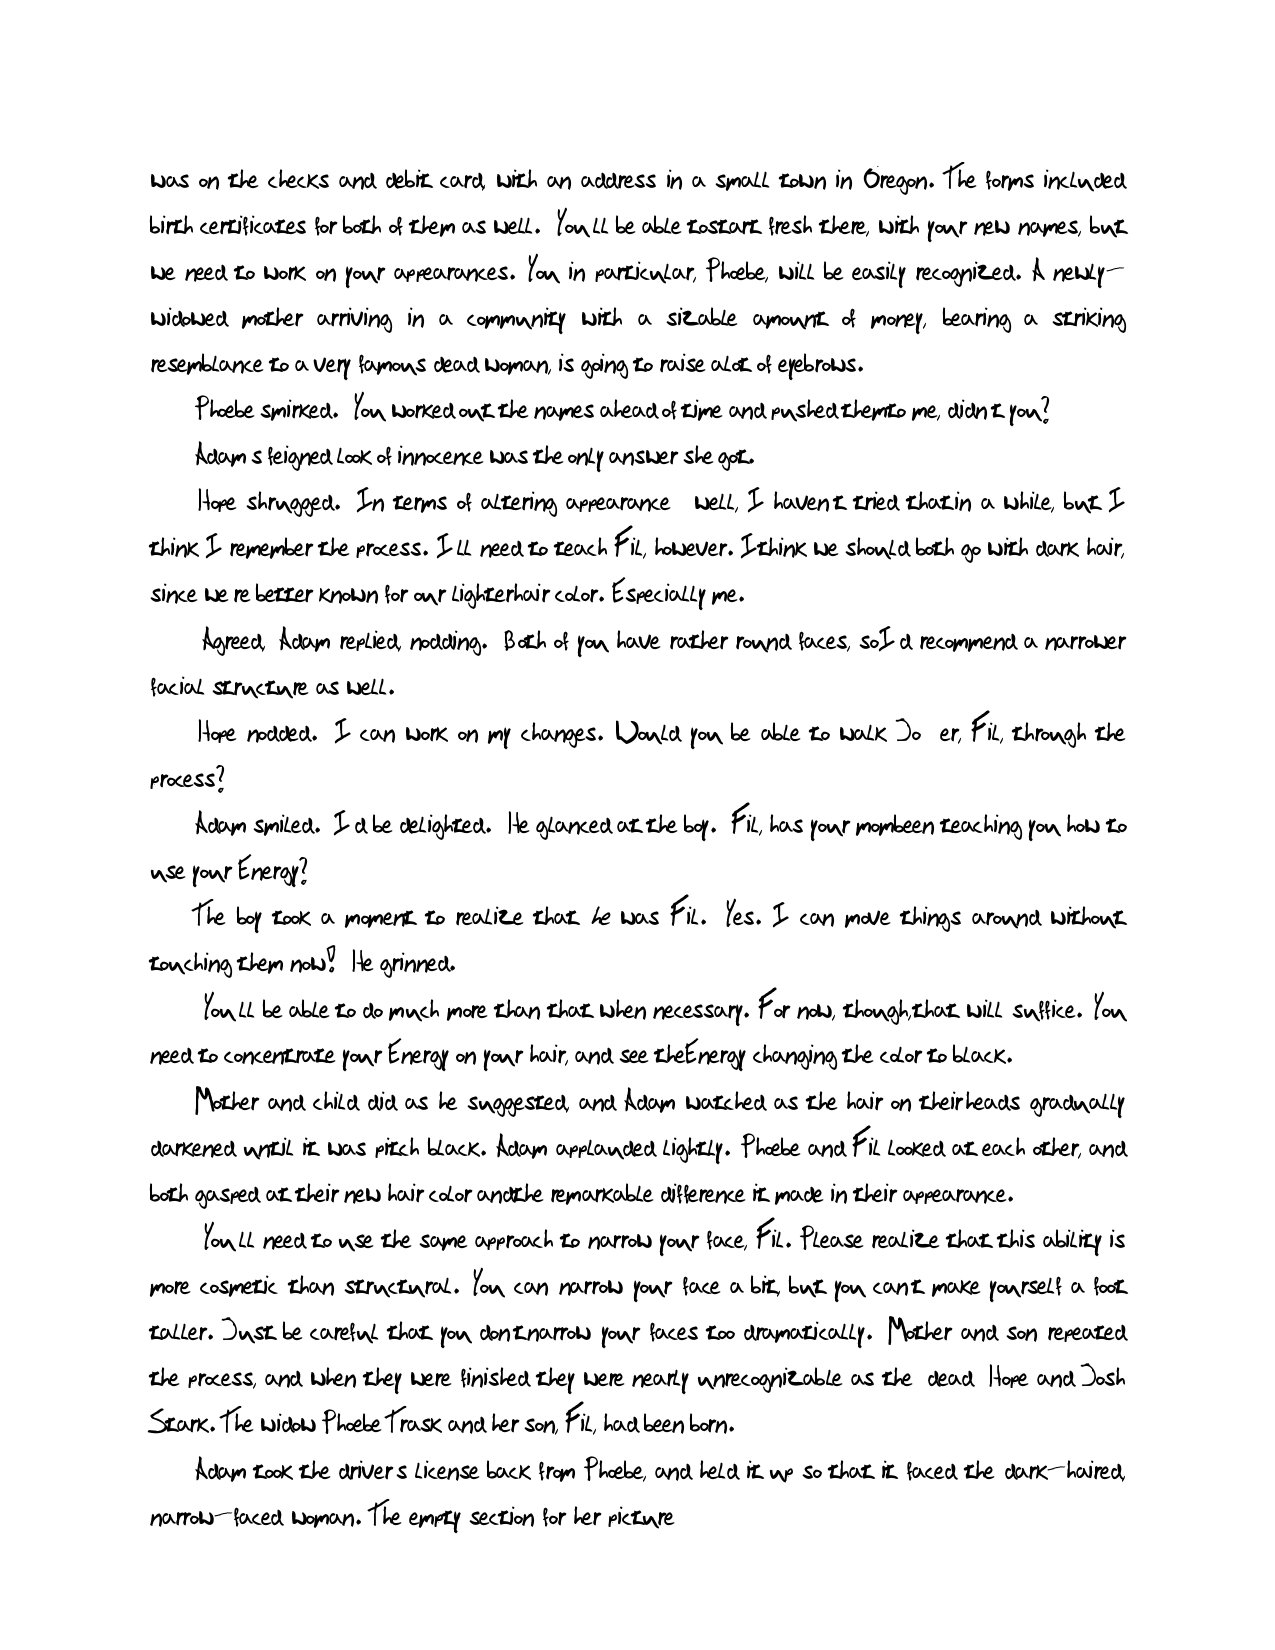 was on the checks and debit card, with an address in a small town in Oregon. The forms included
birth certificates for both of them as well. You ll be able tostart fresh there, with your new names, but
we need to work on your appearances. You in particular, Phoebe, will be easily recognized. A newly-
widowed mother arriving in a community with a sizable amount of money, bearing a striking
resemblance to a very famous dead woman, is going to raise alot of eyebrows.
Phoebe smirked. You worked out the names ahead of time and pushed themto me, didn t you?
Adam s feigned look of innocence was the only answer she got.
Hope shrugged. In terms of altering appearance well, I haven t tried thatin a while, but I
think I remember the process. I ll need to teach Fil, however. Ithink we should both go with dark hair,
since we re better known for our lighterhair color. Especially me.
Agreed, Adam replied, nodding. Both of you have rather round faces, soI d recommend a narrower
facial structure as well.
Hope nodded. I can work on my changes. Would you be able to walk Jo er, Fil, through the
process?
Adam smiled. I d be delighted. He glanced at the boy. Fil, has your mombeen teaching you how to
use your Energy?
The boy took a moment to realize that he was Fil. Yes. I can move things around without
touching them now! He grinned.
You ll be able to do much more than that when necessary. For now, though,that will suffice. You
need to concentrate your Energy on your hair, and see theEnergy changing the color to black.
Mother and child did as he suggested, and Adam watched as the hair on theirheads gradually
darkened until it was pitch black. Adam applauded lightly. Phoebe and Fil looked at each other, and
both gasped at their new hair color andthe remarkable difference it made in their appearance.
You ll need to use the same approach to narrow your face, Fil. Please realize that this ability is
more cosmetic than structural. You can narrow your face a bit, but you can t make yourself a foot
taller. Just be careful that you don tnarrow your faces too dramatically. Mother and son repeated
the process, and when they were finished they were nearly unrecognizable as the dead Hope and Josh
Stark. The widow Phoebe Trask and her son, Fil, had been born.
Adam took the driver s license back from Phoebe, and held it up so that it faced the dark-haired,
narrow-faced woman. The empty section for her picture